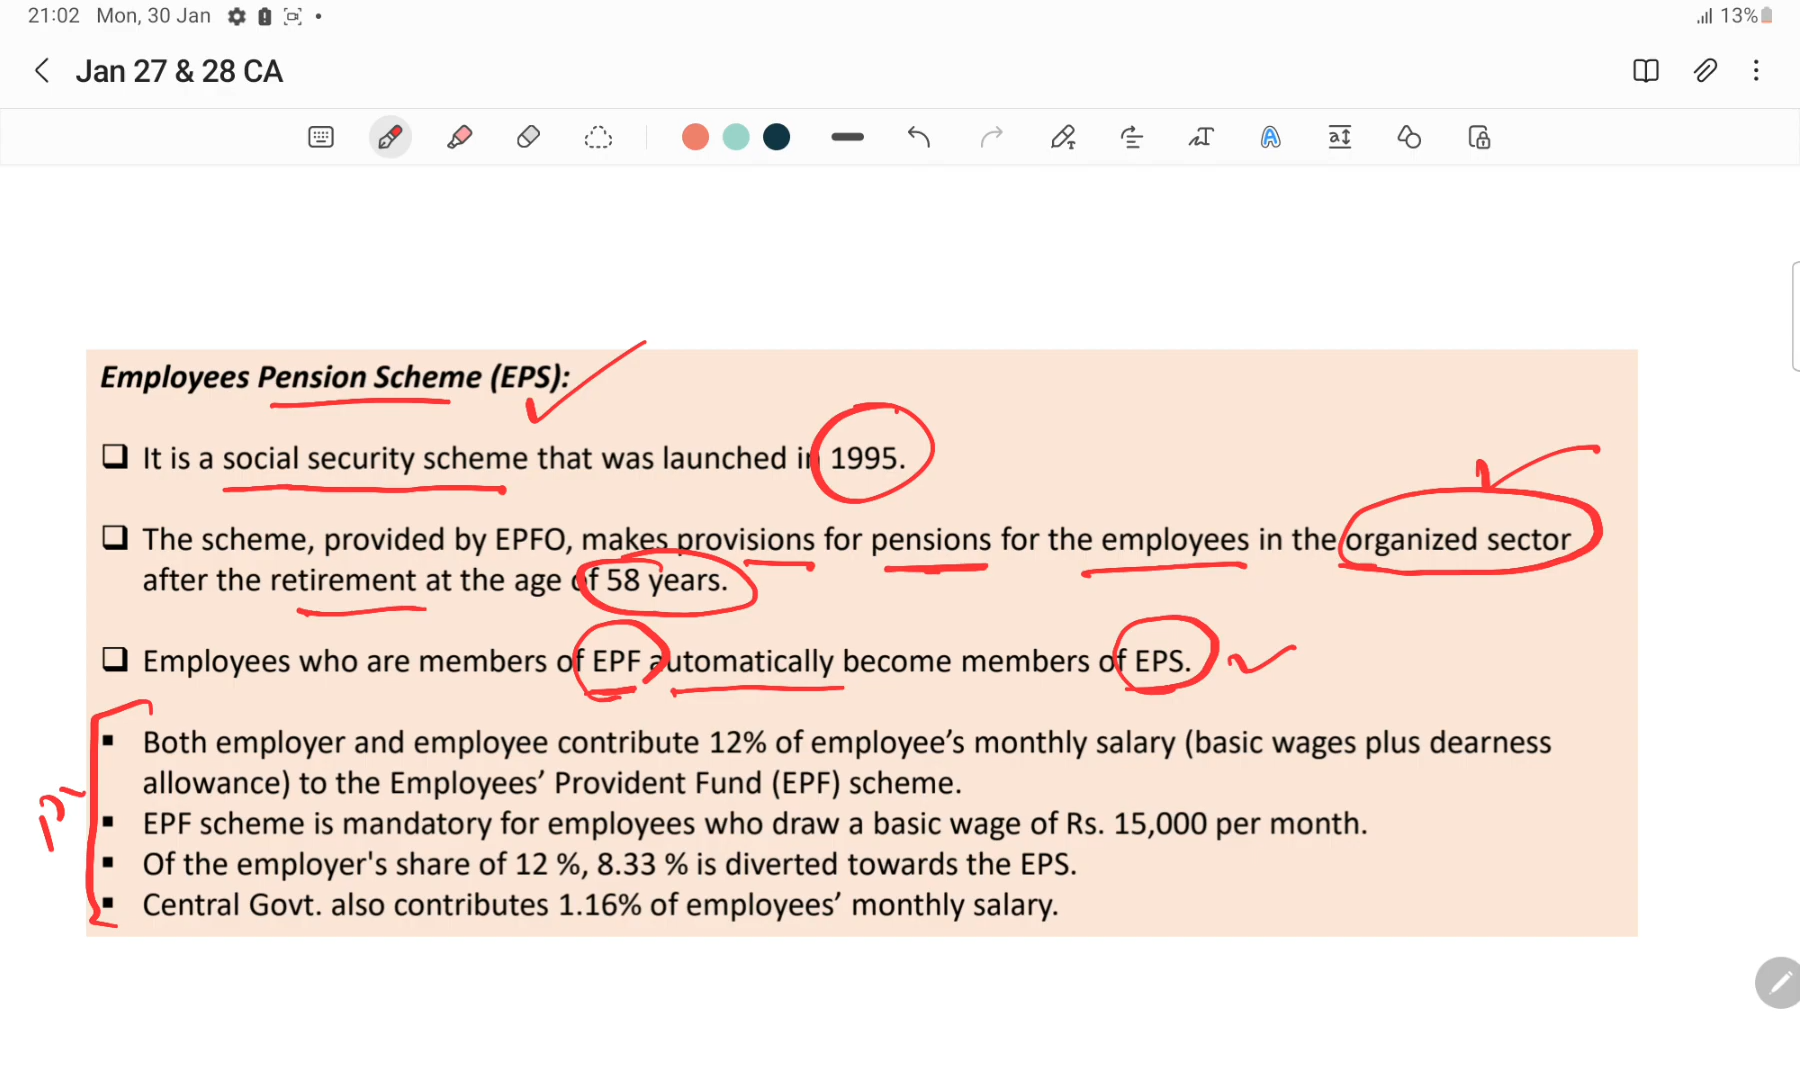 21:02 Mon, 30 Jan
13%
Jan 27 & 28 CA
Employees Pension Scheme (EPS):
It is a social security scheme that was launched in 1995.
The scheme, provided by EPFO, makes provisions for pensions for the employees in the organized sector
after the retirement at the age of 58 years.
Employees who are members of EPF automatically become members of EPS.
Both employer and employee contribute 12% of employee’s monthly salary (basic wages plus dearness
allowance) to the Employees’ Provident Fund (EPF) scheme.
EPF scheme is mandatory for employees who draw a basic wage of Rs. 15,000 per month.
Of the employer's share of 12 %, 8.33 % is diverted towards the EPS.
Central Govt. also contributes 1.16% of employees’ monthly salary.